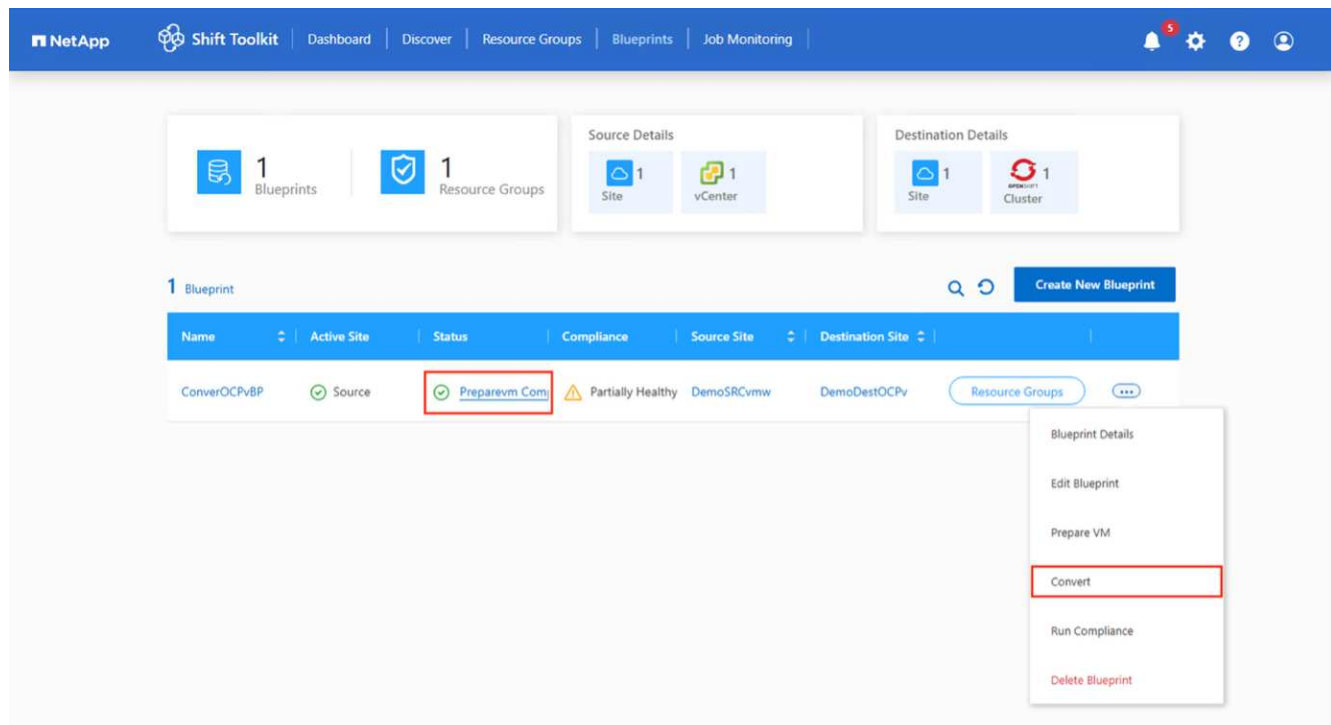 NetApp Shift Toolkit Dashboard Discover Resource Groups Blueprints Job Monitoring 5 ?
Source Details
Destination Details
1
Blueprints
1
Resource Groups
1
Site
1
vCenter
1
Site
OPENSHIFT
1
Cluster
1 Blueprint
Create New Blueprint
Name Active Site Status Compliance Source Site Destination Site
ConverOCPvBP Source Preparevm Com Partially Healthy DemoSRCvmw DemoDestOCPv Resource Groups
Blueprint Details
Edit Blueprint
Prepare VM
Convert
Run Compliance
Delete Blueprint